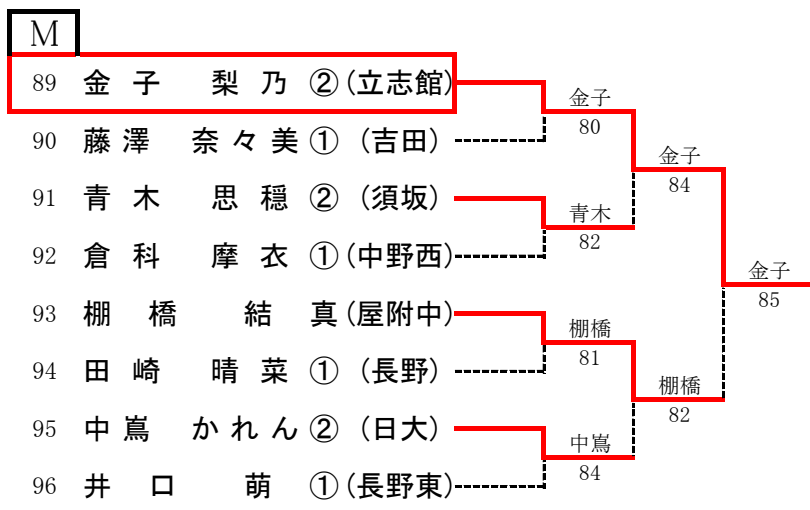 M
89 金子 梨乃 ② (立志館)
90 藤澤 奈々美 ① (吉田)
91 青木 思穏 ② (須坂)
92 倉科 摩衣 ① (中野西)
93 棚橋 結真 (屋附中)
94 田崎 晴菜 ① (長野)
95 中嶌 かれん ② (日大)
96 井口 萌 ① (長野東)
金子
80
青木
82
棚橋
81
中嶌
84
金子
84
棚橋
82
金子
85